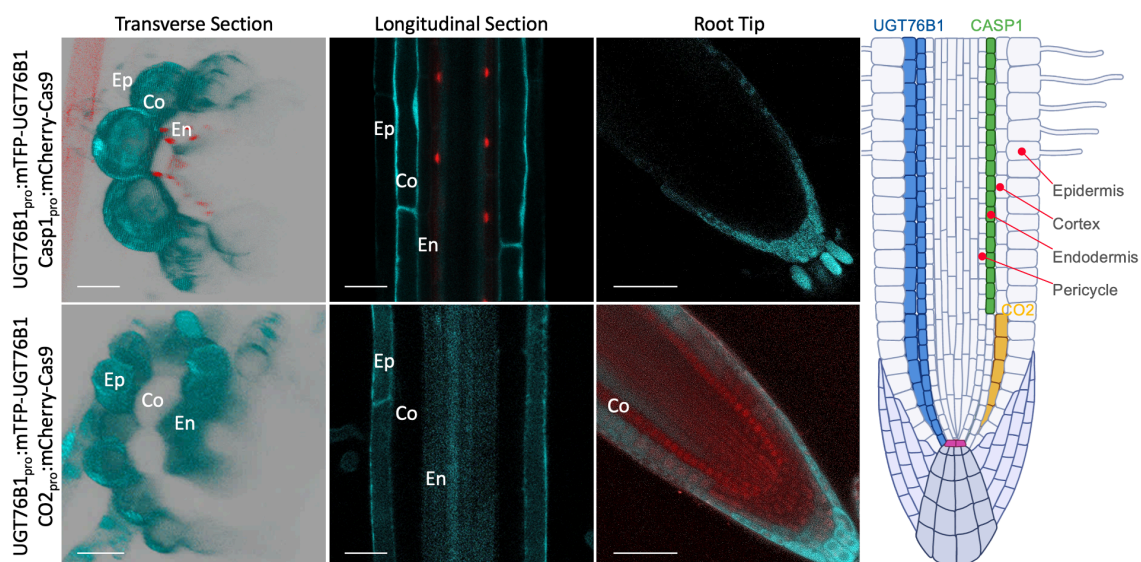 Transverse Section
Longitudinal Section
Root Tip
UGT76B1
CASP1
UGT76B1pro:mTFP-UGT76B1
Casp1pro:mCherry-Cas9
Ep
Co
En
Ep
Co
En
Epidermis
Cortex
Endodermis
Pericycle
CO2
UGT76B1pro:mTFP-UGT76B1
CO2pro:mCherry-Cas9
Ep
Co
En
Ep
Co
En
Co